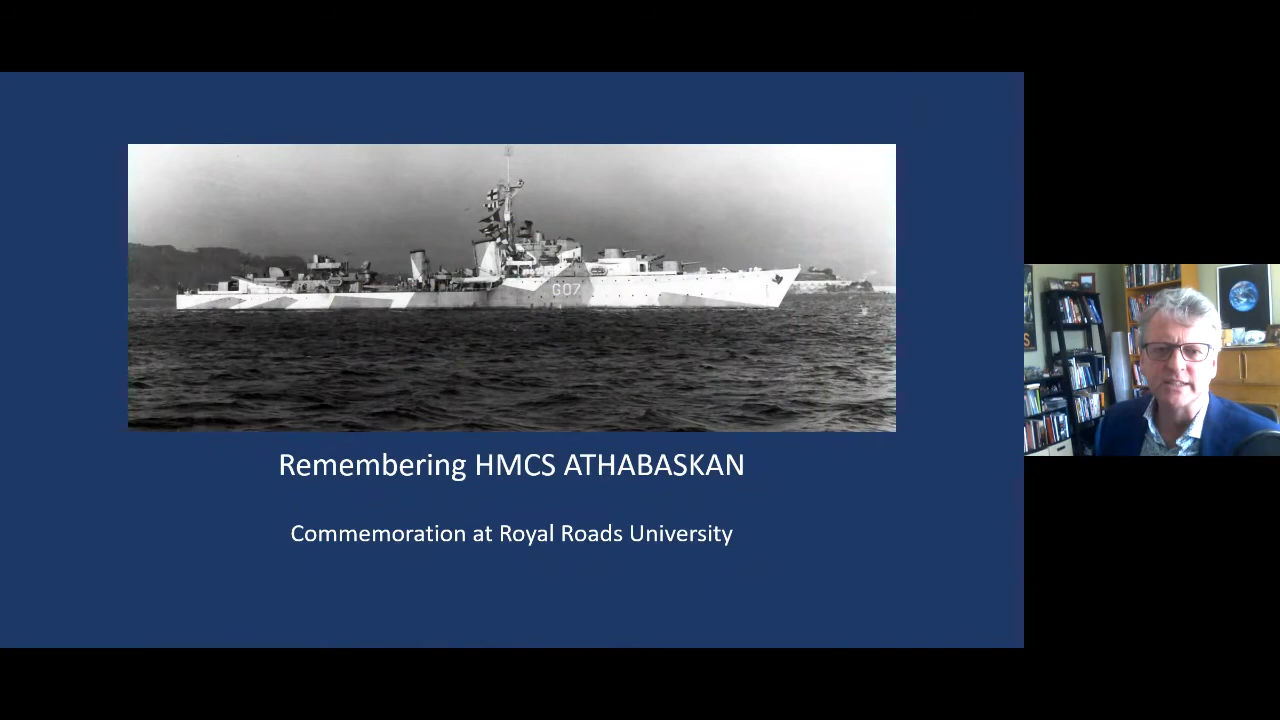 G07
Remembering HMCS ATHABASKAN
Commemoration at Royal Roads University